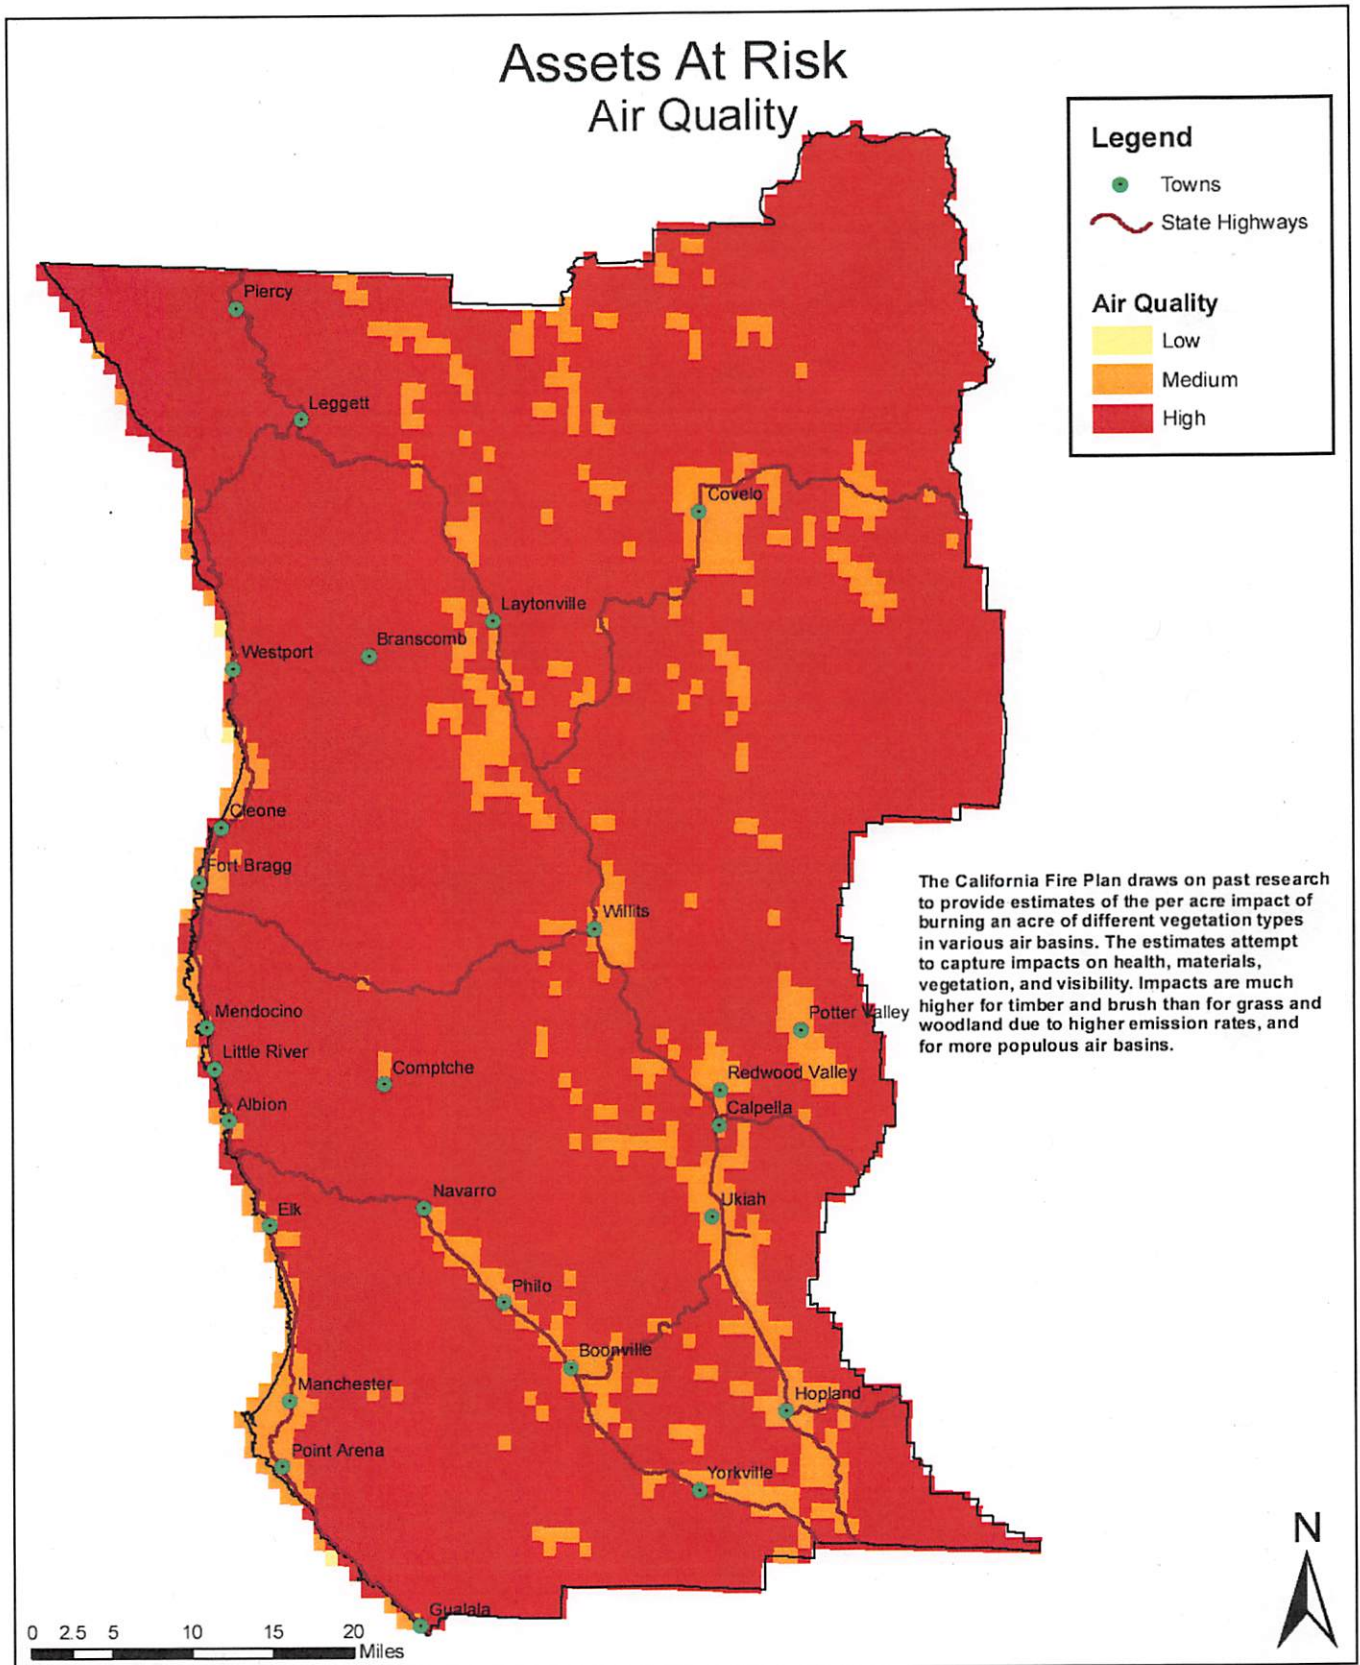 Assets At Risk
Air Quality
Legend
Towns
State Highways
Air Quality
Low
Medium
High
Piercy
Leggett
Covelo
Laytonville
Branscomb
Westport
Cleone
Fort Bragg
Willits
The California Fire Plan draws on past research
to provide estimates of the per acre impact of
burning an acre of different vegetation types
in various air basins. The estimates attempt
to capture impacts on health, materials,
vegetation, and visibility. Impacts are much
higher for timber and brush than for grass and
woodland due to higher emission rates, and
for more populous air basins.
Mendocino
Potter Valley
Little River
Comptche
Redwood Valley
Albion
Calpella
Navarro
Ukiah
Elk
Philo
Boonville
Manchester
Hopland
Point Arena
Yorkville
Gualala
N
0 2.5 5 10 15 20
Miles